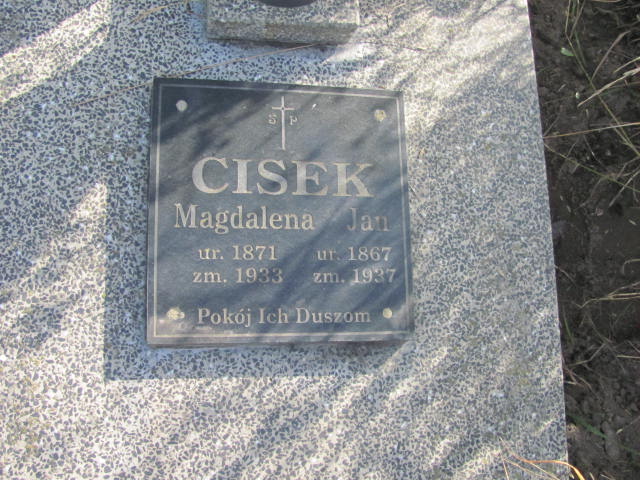 Ś P
CISEK
Magdalena Jan
ur. 1871 ur. 1867
zm. 1933 zm. 1937
Pokój Ich Duszom